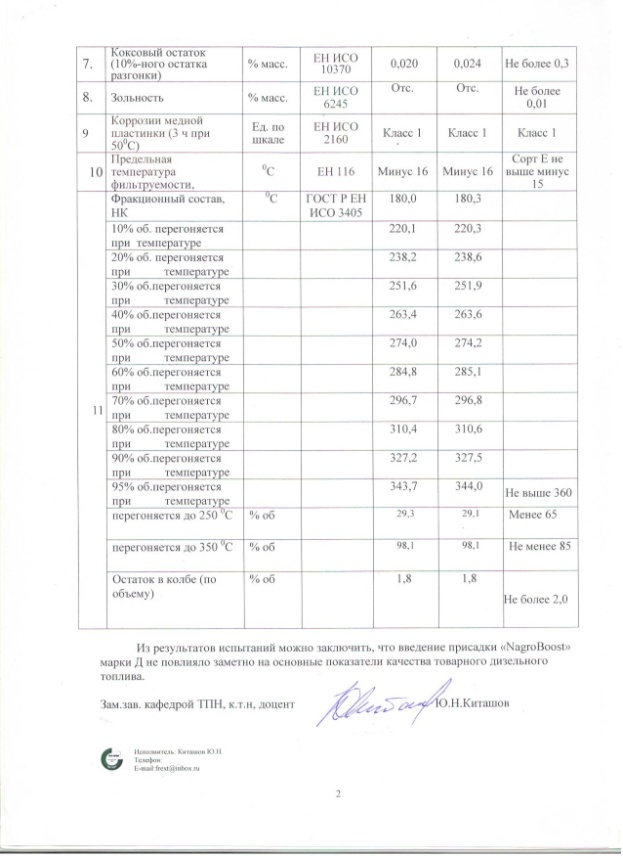 7. Коксовый остаток (10%-ного остатка разгонки) % масс. ЕН ИСО 10370 0,020 0,024 Не более 0,3
8. Зольность % масс. ЕН ИСО 6245 Отс. Отс. Не более 0,01
9 Коррозии медной пластинки (3 ч при 50⁰С) Ед. по шкале ЕН ИСО 2160 Класс 1 Класс 1 Класс 1
10 Предельная температура фильтруемости, ⁰С ЕН 116 Минус 16 Минус 16 Сорт Е не выше минус 15
11 Фракционный состав, НК ⁰С ГОСТ Р ЕН ИСО 3405 180,0 180,3
10% об. перегоняется при температуре 220,1 220,3
20% об. перегоняется при температуре 238,2 238,6
30% об.перегоняется при температуре 251,6 251,9
40% об.перегоняется при температуре 263,4 263,6
50% об.перегоняется при температуре 274,0 274,2
60% об.перегоняется при температуре 284,8 285,1
70% об.перегоняется при температуре 296,7 296,8
80% об.перегоняется при температуре 310,4 310,6
90% об.перегоняется при температуре 327,2 327,5
95% об.перегоняется при температуре 343,7 344,0 Не выше 360
перегоняется до 250 ⁰С % об 29,3 29,1 Менее 65
перегоняется до 350 ⁰С % об 98,1 98,1 Не менее 85
Остаток в колбе (по объему) % об 1,8 1,8 Не более 2,0
Из результатов испытаний можно заключить, что введение присадки «NagroBoost»
марки Д не повлияло заметно на основные показатели качества товарного дизельного
топлива.
Зам.зав. кафедрой ТПН, к.т.н, доцент Ю.Н.Киташов
Исполнитель: Киташов Ю.Н.
Телефон:
E-mail:frext@inbox.ru
2